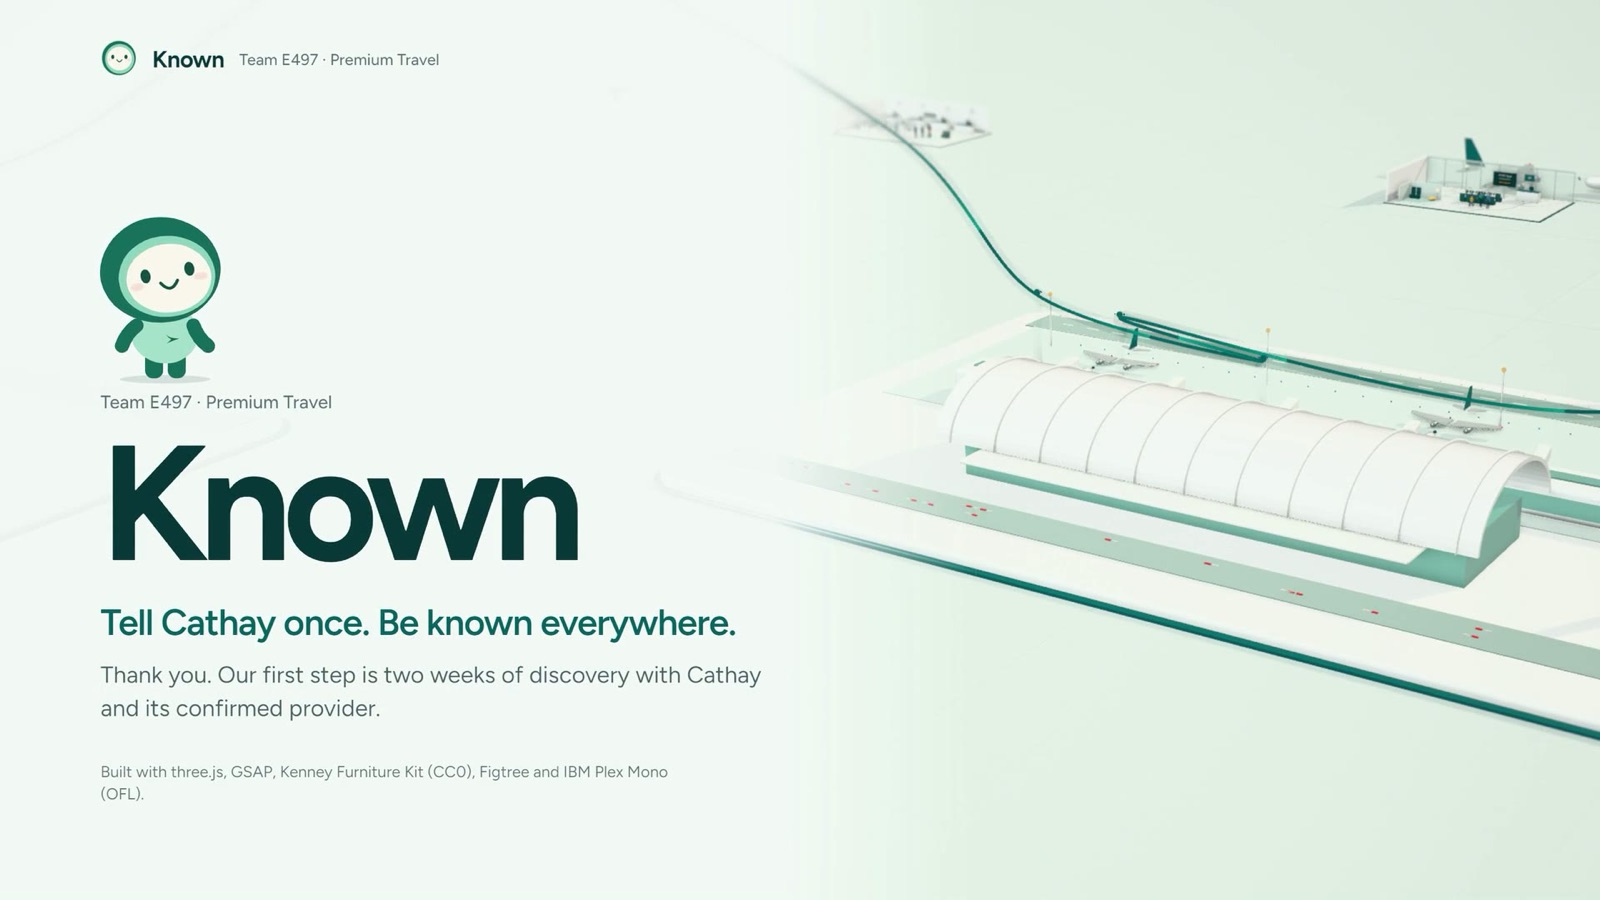 Known Team E497 · Premium Travel
Team E497 · Premium Travel
Known
Tell Cathay once. Be known everywhere.
Thank you. Our first step is two weeks of discovery with Cathay
and its confirmed provider.
Built with three.js, GSAP, Kenney Furniture Kit (CC0), Figtree and IBM Plex Mono
(OFL).